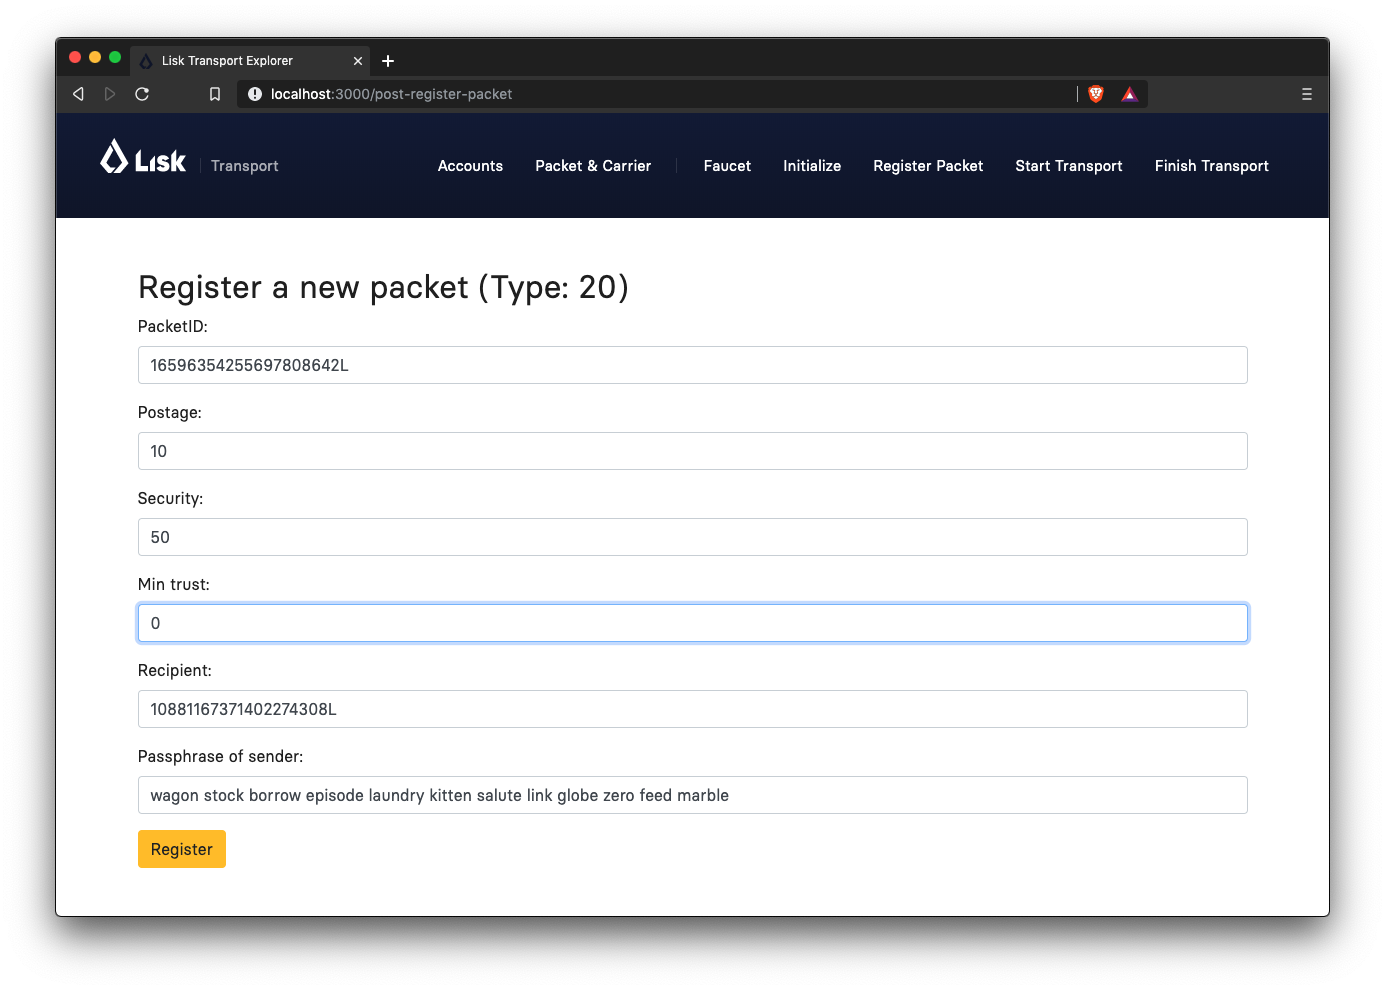 Lisk Transport Explorer
localhost:3000/post-register-packet
Lisk Transport Accounts Packet & Carrier Faucet Initialize Register Packet Start Transport Finish Transport
Register a new packet (Type: 20)
PacketID:
16596354255697808642L
Postage:
10
Security:
50
Min trust:
0
Recipient:
10881167371402274308L
Passphrase of sender:
wagon stock borrow episode laundry kitten salute link globe zero feed marble
Register